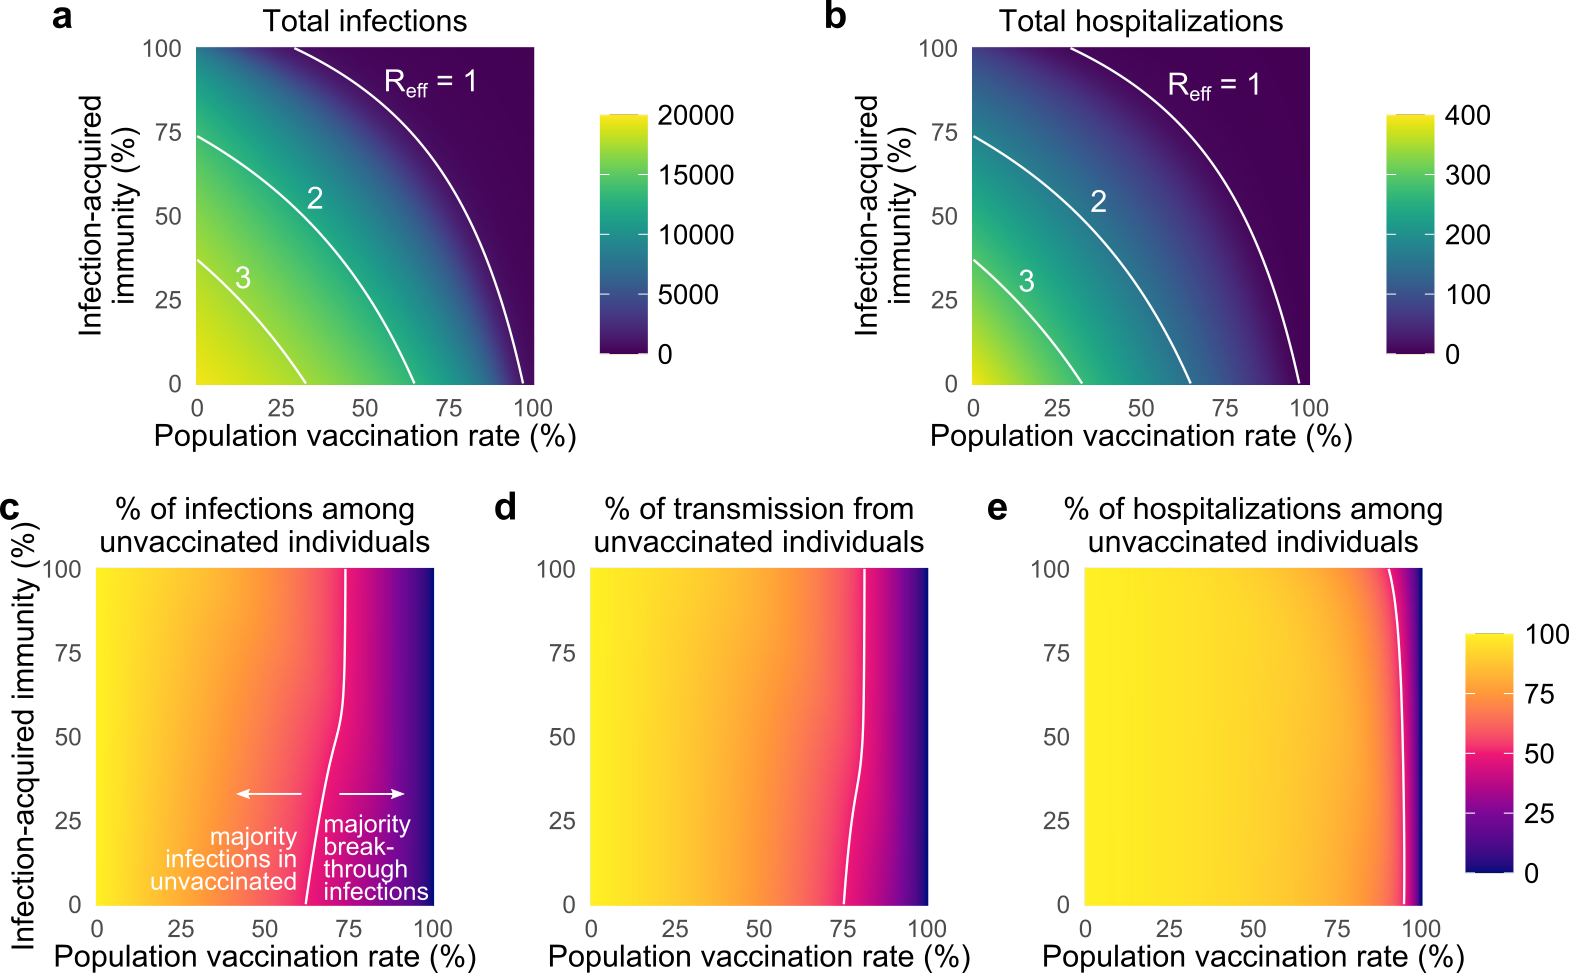 a
Total infections
Infection-acquired
immunity (%)
100
75
50
25
0
R_eff = 1
2
3
0 25 50 75 100
Population vaccination rate (%)
20000
15000
10000
5000
0
b
Total hospitalizations
Infection-acquired
immunity (%)
100
75
50
25
0
R_eff = 1
2
3
0 25 50 75 100
Population vaccination rate (%)
400
300
200
100
0
c
% of infections among
unvaccinated individuals
Infection-acquired immunity (%)
100
75
50
25
0
majority
infections in
unvaccinated
majority
break-
through
infections
0 25 50 75 100
Population vaccination rate (%)
d
% of transmission from
unvaccinated individuals
100
75
50
25
0
0 25 50 75 100
Population vaccination rate (%)
e
% of hospitalizations among
unvaccinated individuals
100
75
50
25
0
0 25 50 75 100
Population vaccination rate (%)
100
75
50
25
0